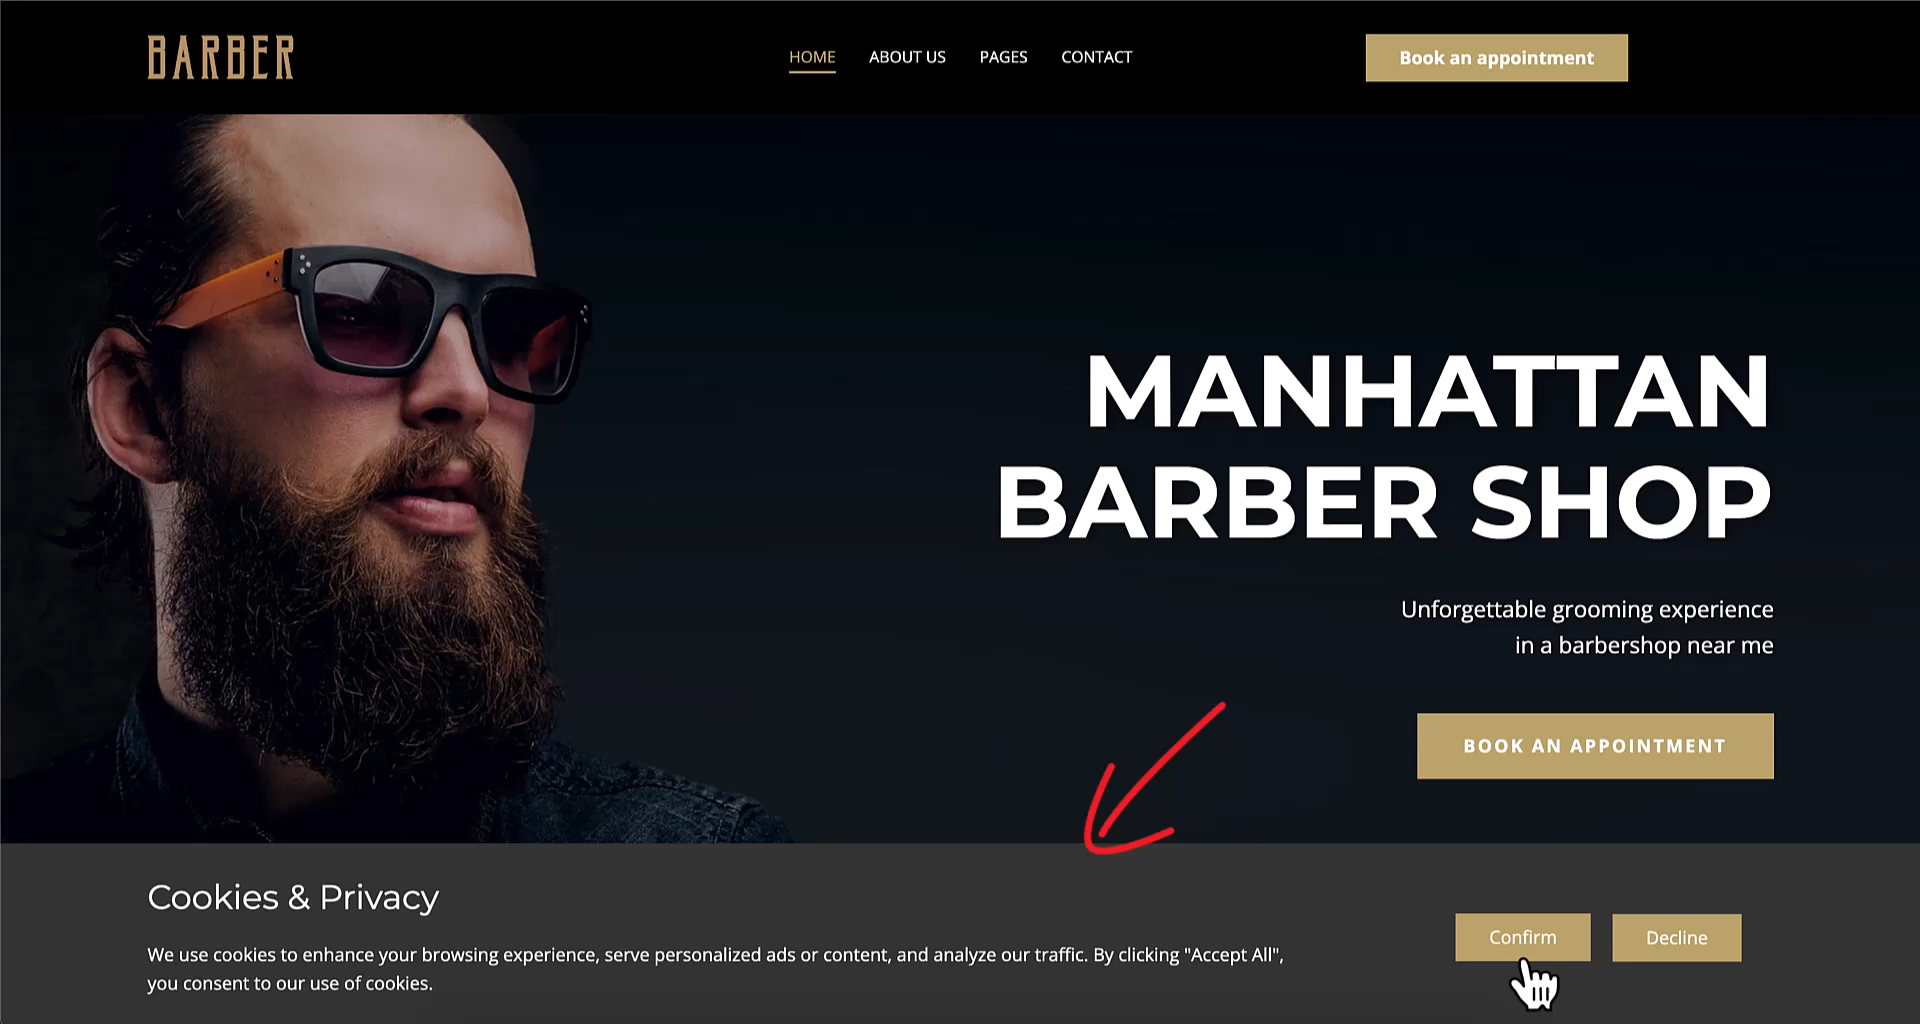 BARBER
HOME
ABOUT US
PAGES
CONTACT
Book an appointment
MANHATTAN
BARBER SHOP
Unforgettable grooming experience
in a barbershop near me
BOOK AN APPOINTMENT
Cookies & Privacy
We use cookies to enhance your browsing experience, serve personalized ads or content, and analyze our traffic. By clicking "Accept All",
you consent to our use of cookies.
Confirm
Decline